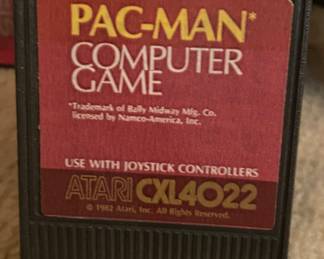 PAC-MAN*
COMPUTER
GAME
*Trademark of Bally Midway Mfg. Co.
licensed by Namco-America, Inc.
USE WITH JOYSTICK CONTROLLERS
ATARI CXL4022
© 1982 Atari, Inc. All Rights Reserved.